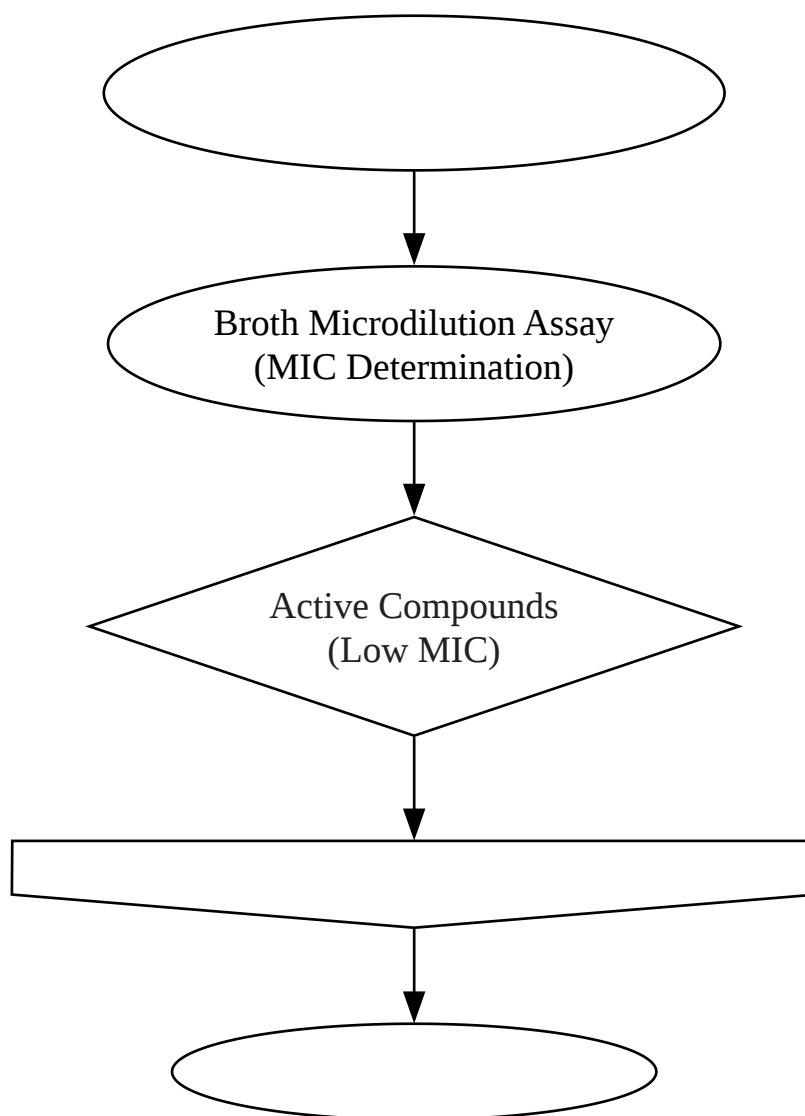 Broth Microdilution Assay
(MIC Determination)
Active Compounds
(Low MIC)